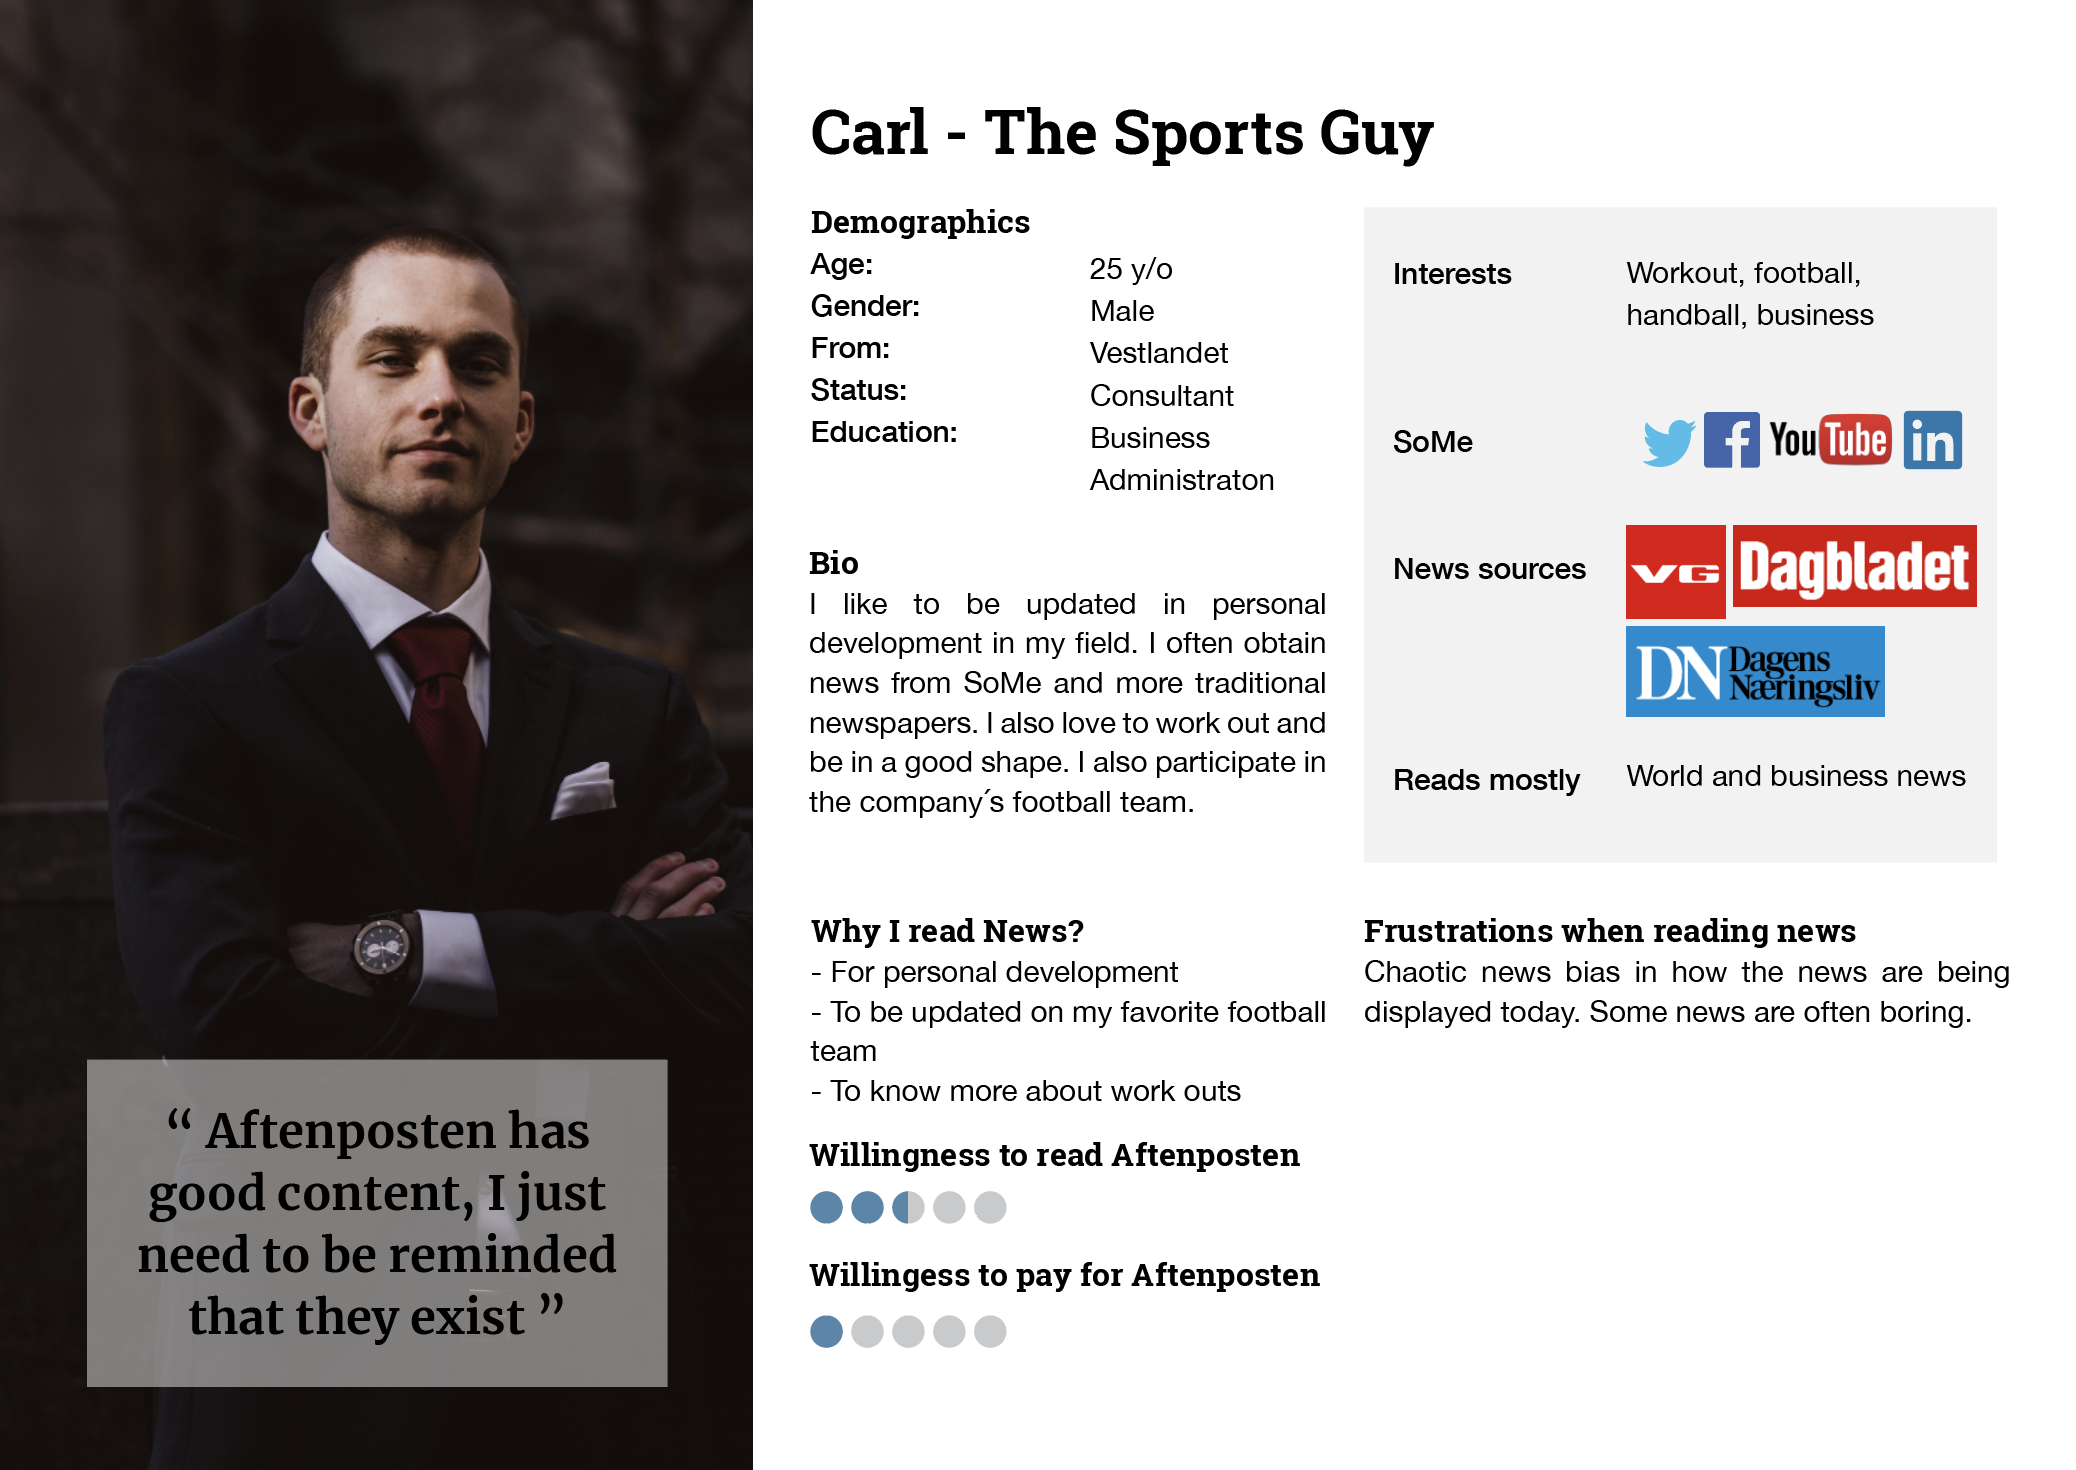 Carl - The Sports Guy
Demographics
Age: 25 y/o
Gender: Male
From: Vestlandet
Status: Consultant
Education: Business
Administraton
Interests Workout, football,
handball, business
SoMe You Tube in
News sources VG Dagbladet
DN Dagens
Næringsliv
Reads mostly World and business news
Bio
I like to be updated in personal
development in my field. I often obtain
news from SoMe and more traditional
newspapers. I also love to work out and
be in a good shape. I also participate in
the company´s football team.
Why I read News?
- For personal development
- To be updated on my favorite football
team
- To know more about work outs
Frustrations when reading news
Chaotic news bias in how the news are being
displayed today. Some news are often boring.
Willingness to read Aftenposten
Willingess to pay for Aftenposten
“ Aftenposten has
good content, I just
need to be reminded
that they exist ”